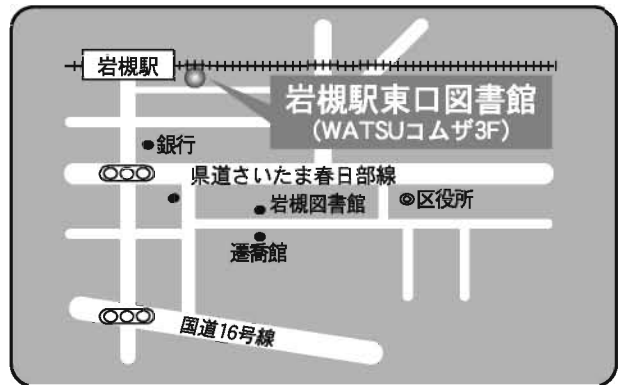 岩槻駅
岩槻駅東口図書館
(WATSUコムザ3F)
●銀行
県道さいたま春日部線
岩槻図書館
◎区役所
遷喬館
国道16号線